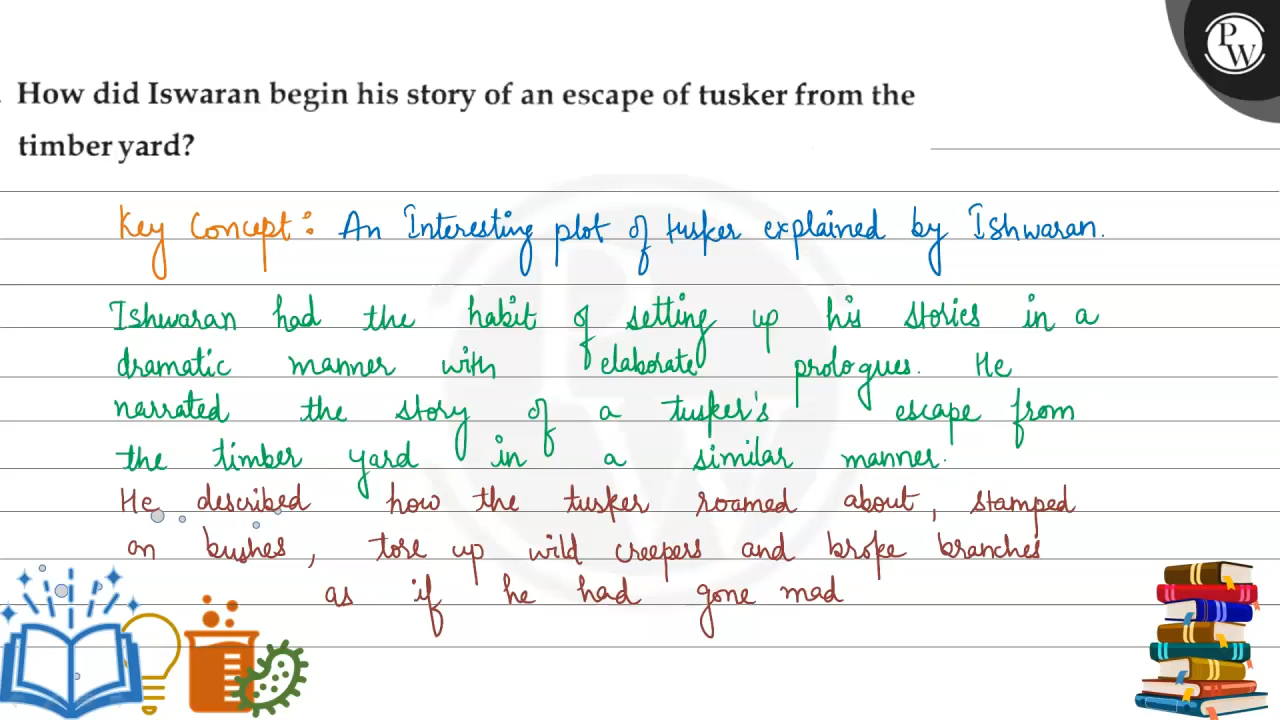 PW
How did Iswaran begin his story of an escape of tusker from the
timber yard?
Key Concept: An Interesting plot of tusker explained by Ishwaran.
Ishwaran had the habit of setting up his stories in a
dramatic manner with elaborate prologues. He
narrated the story of a tusker's escape from
the timber yard in a similar manner.
He described how the tusker roamed about, stamped
on bushes, tore up wild creepers and broke branches
as if he had gone mad